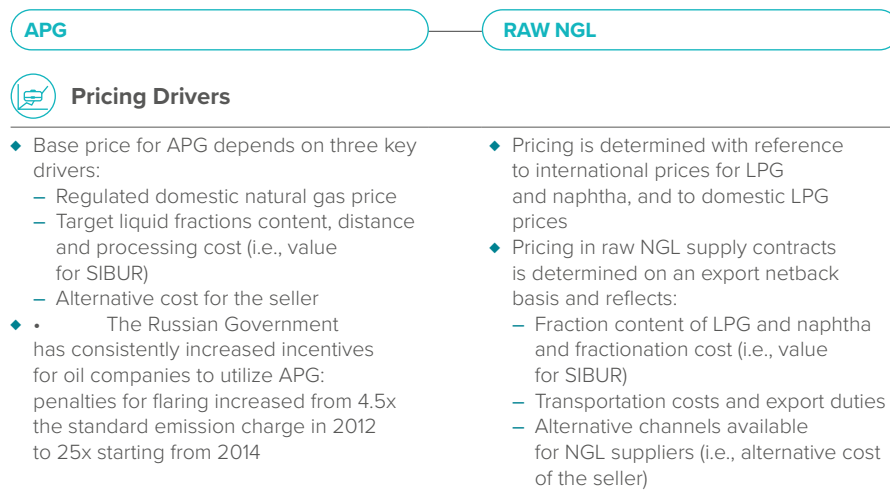 APG
RAW NGL
Pricing Drivers
◆ Base price for APG depends on three key
drivers:
– Regulated domestic natural gas price
– Target liquid fractions content, distance
and processing cost (i.e., value
for SIBUR)
– Alternative cost for the seller
◆ • The Russian Government
has consistently increased incentives
for oil companies to utilize APG:
penalties for flaring increased from 4.5x
the standard emission charge in 2012
to 25x starting from 2014
◆ Pricing is determined with reference
to international prices for LPG
and naphtha, and to domestic LPG
prices
◆ Pricing in raw NGL supply contracts
is determined on an export netback
basis and reflects:
– Fraction content of LPG and naphtha
and fractionation cost (i.e., value
for SIBUR)
– Transportation costs and export duties
– Alternative channels available
for NGL suppliers (i.e., alternative cost
of the seller)